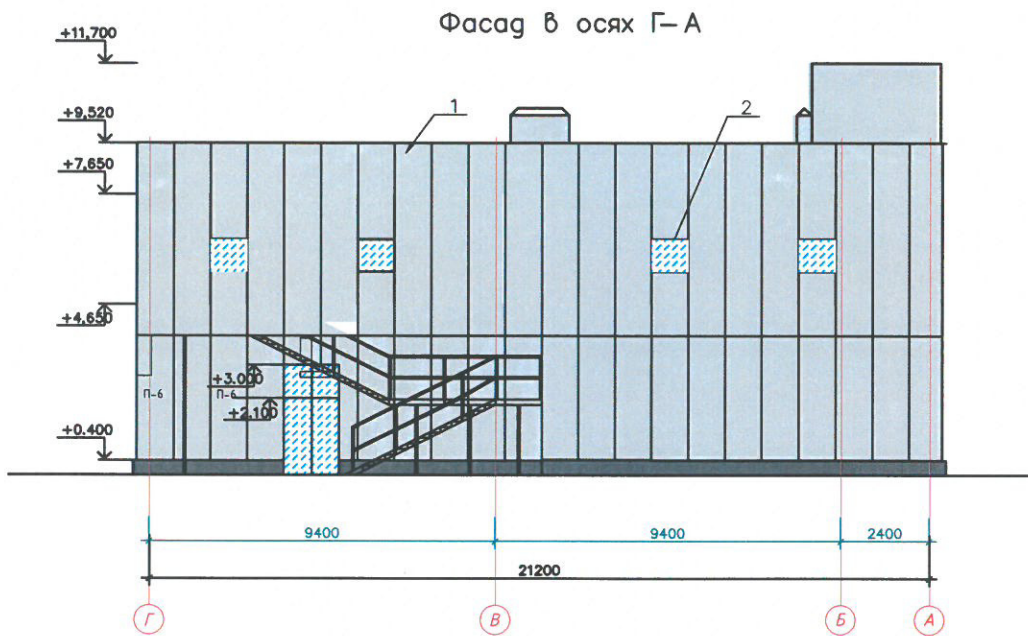 Фасад в осях Г-А
+11,700
+9,520
1
2
+7,650
+4,650
+3.000
П-6
П-6
+2,100
+0.400
9400
9400
2400
21200
Г
В
Б
А